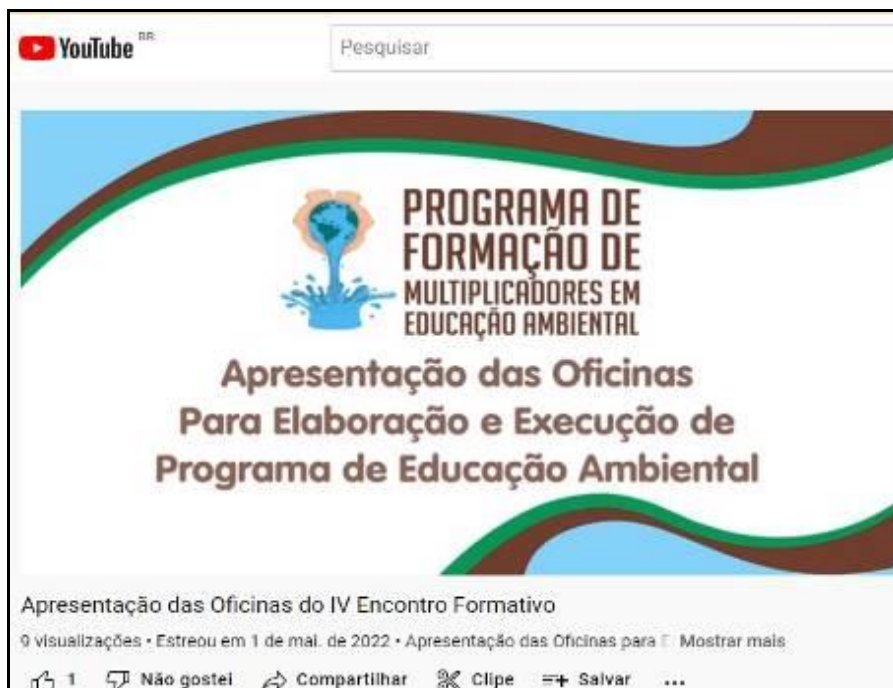 YouTube BR
Pesquisar
PROGRAMA DE
FORMAÇÃO DE
MULTIPLICADORES EM
EDUCAÇÃO AMBIENTAL
Apresentação das Oficinas
Para Elaboração e Execução de
Programa de Educação Ambiental
Apresentação das Oficinas do IV Encontro Formativo
9 visualizações • Estreou em 1 de mai. de 2022 • Apresentação das Oficinas para Mostrar mais
1 Não gostei Compartilhar Clipe Salvar ...